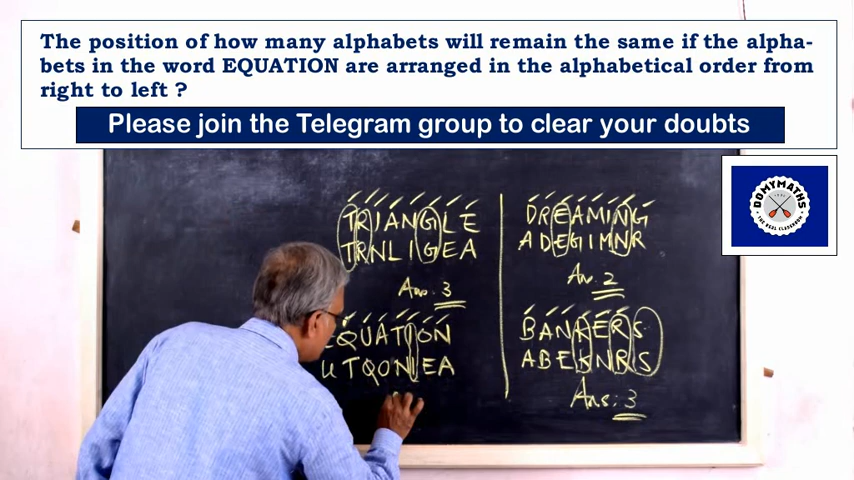 The position of how many alphabets will remain the same if the alpha-
bets in the word EQUATION are arranged in the alphabetical order from
right to left ?
Please join the Telegram group to clear your doubts
DOMYMATHS
THE REEL CLASSROOM
TRIANGLE
TRNLIGEA
Ans: 3
DREAMING
ADEGIMNR
An. 2
EQUATION
UTQONIEA
BANKERS
ABEKNRS
Ans: 3